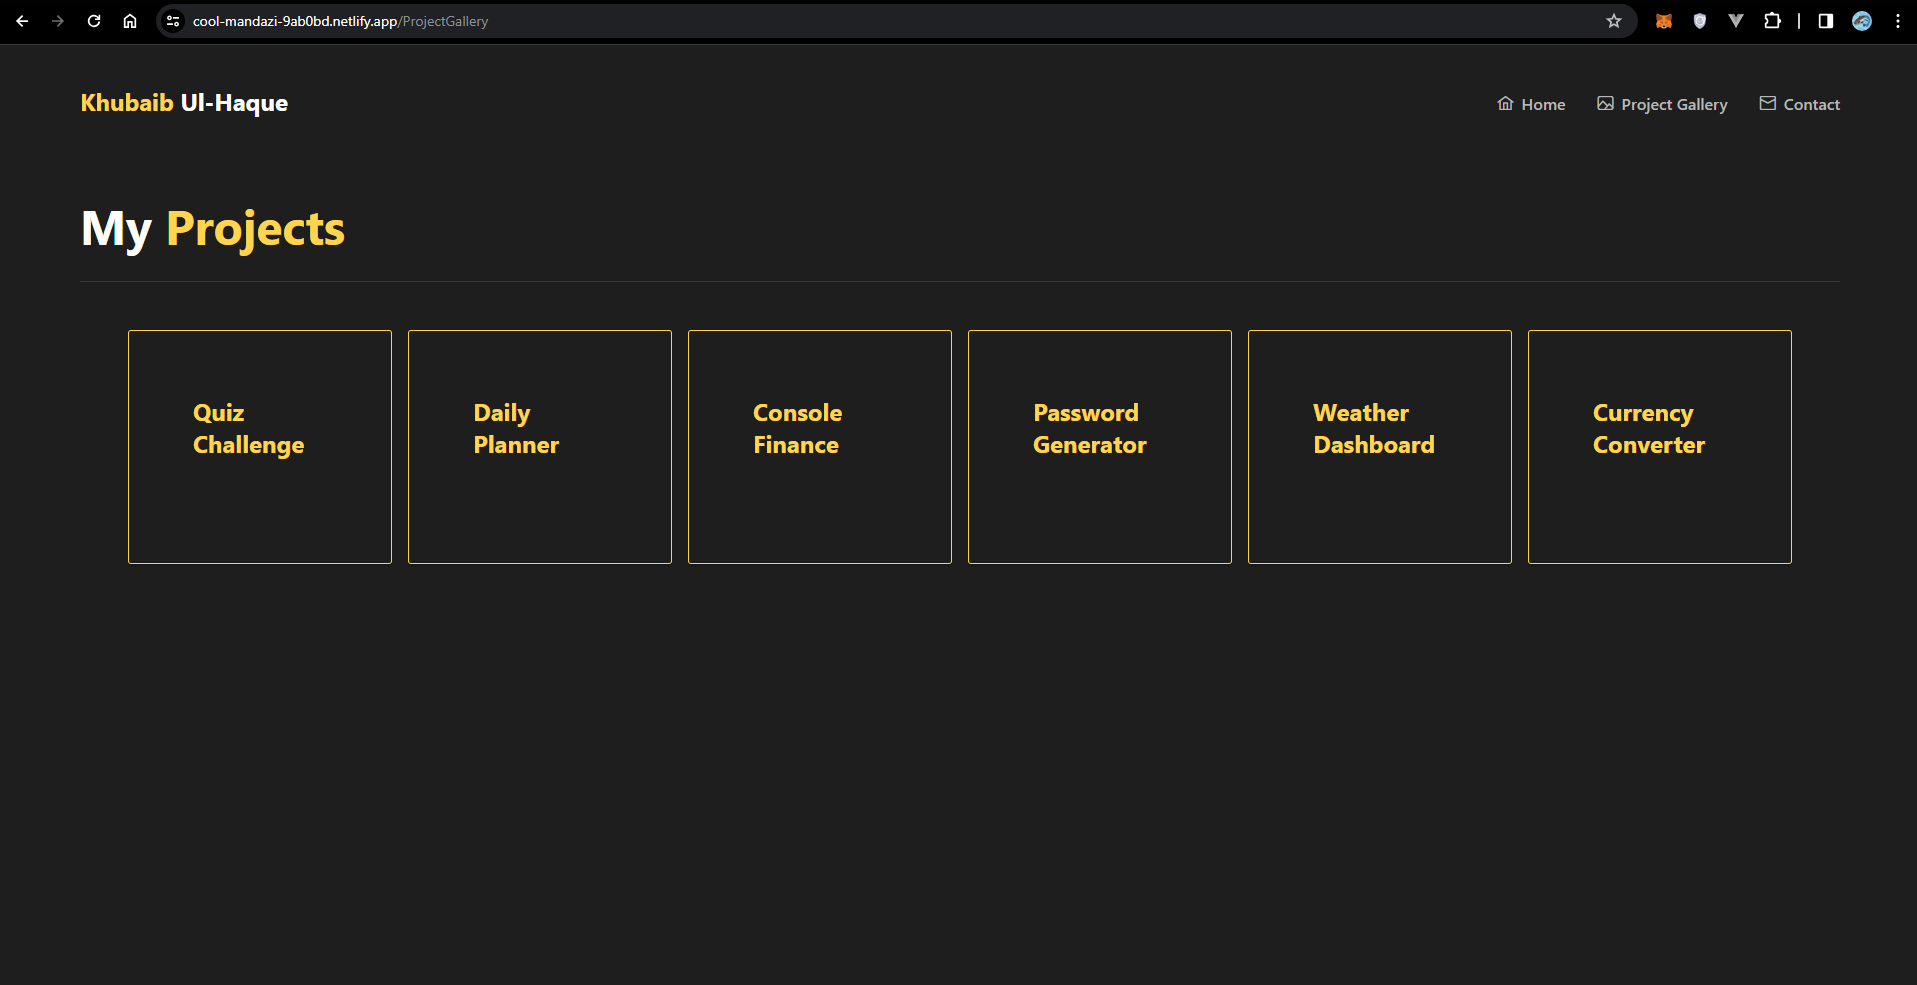 cool-mandazi-9ab0bd.netlify.app/ProjectGallery
Khubaib Ul-Haque
Home
Project Gallery
Contact
My Projects
Quiz
Challenge
Daily
Planner
Console
Finance
Password
Generator
Weather
Dashboard
Currency
Converter